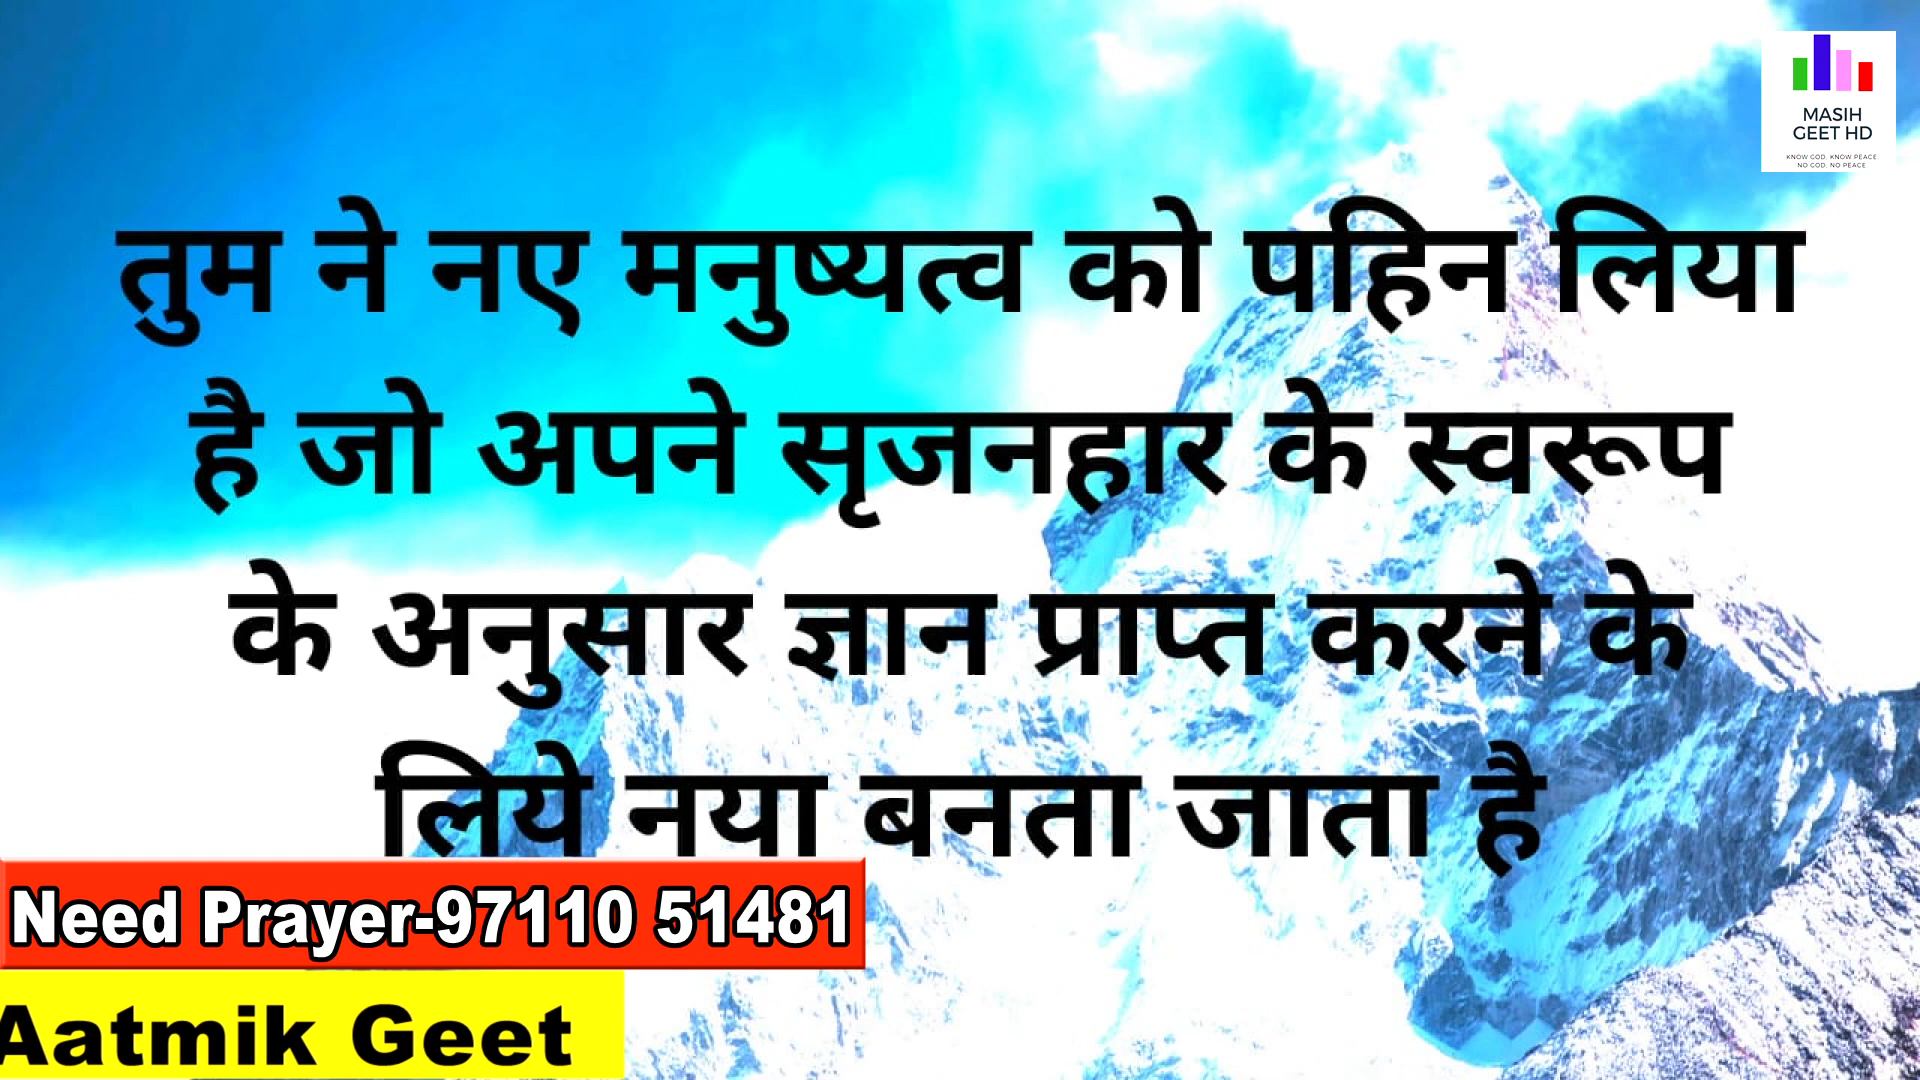 MASIH
GEET HD
KNOW GOD. KNOW PEACE
NO GOD. NO PEACE
तुम ने नए मनुष्यत्व को पहिन लिया
है जो अपने सृजनहार के स्वरूप
के अनुसार ज्ञान प्राप्त करने के
लिये नया बनता जाता है
Need Prayer-97110 51481
Aatmik Geet